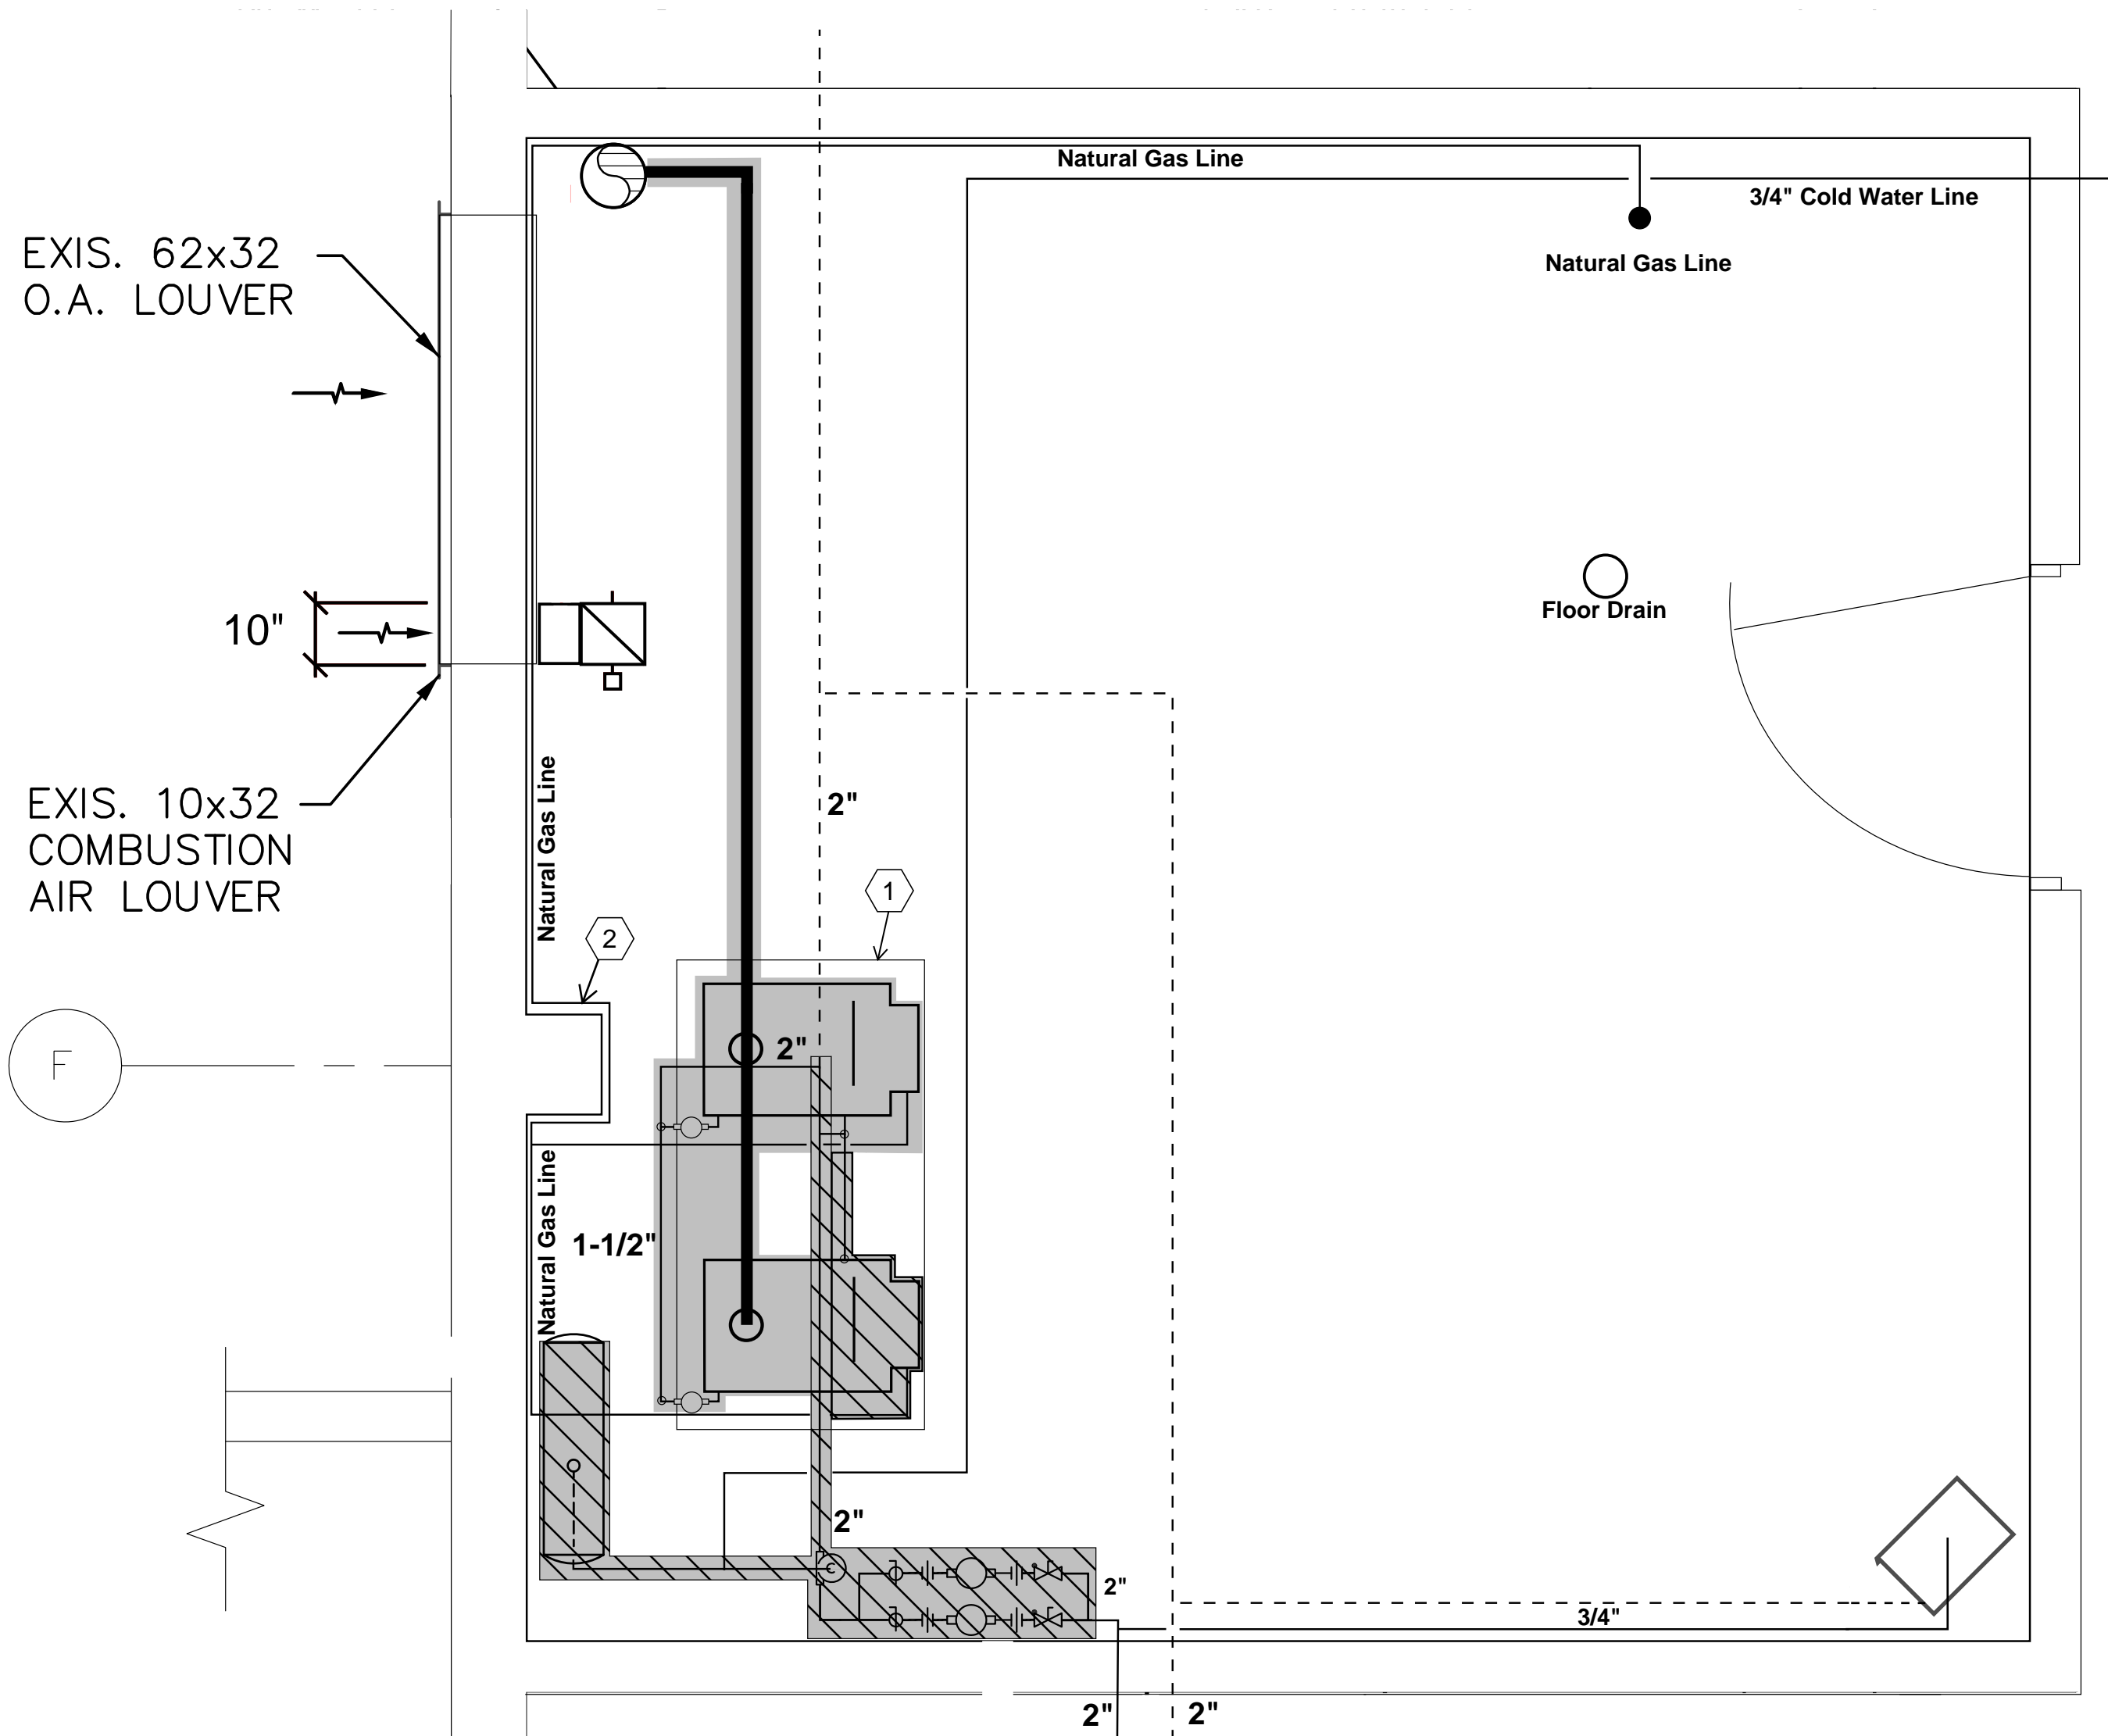 Natural Gas Line
3/4" Cold Water Line
EXIS. 62x32
O.A. LOUVER
Natural Gas Line
10"
Floor Drain
EXIS. 10x32
COMBUSTION
AIR LOUVER
Natural Gas Line
2"
1
2
F
2"
Natural Gas Line
1-1/2"
2"
C
2"
3/4"
2"
2"